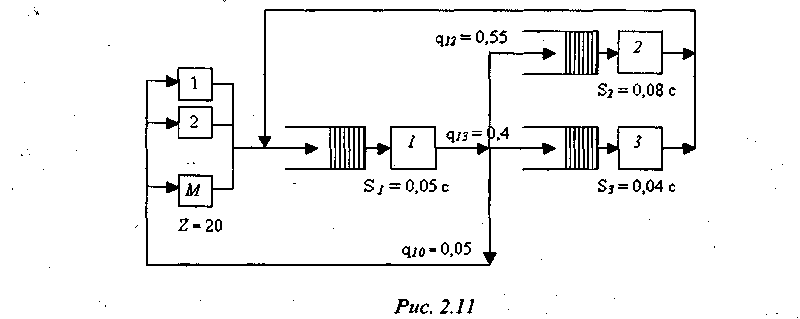 q12 = 0,55
1
2
M
Z = 20
1
S1 = 0,05 c
q13 = 0,4
2
S2 = 0,08 c
3
S3 = 0,04 c
q10 = 0,05
Рис. 2.11